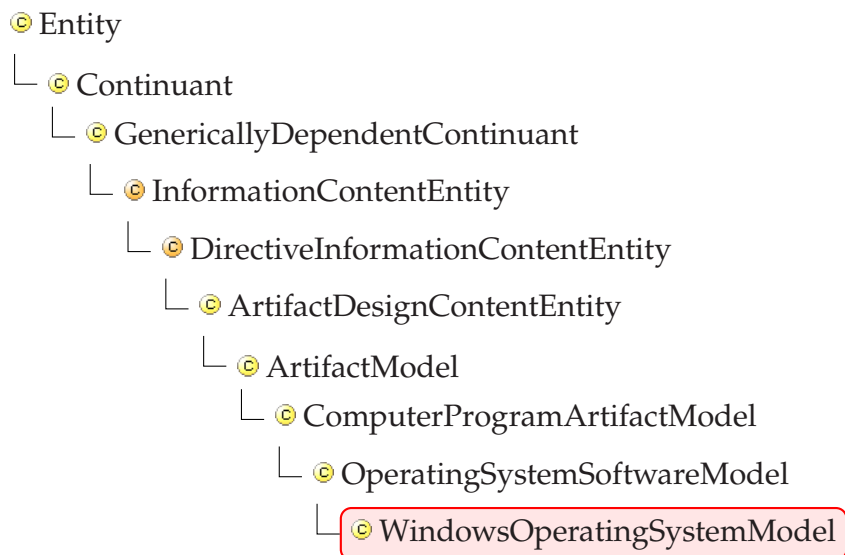 Entity
Continuant
GenericallyDependentContinuant
InformationContentEntity
DirectiveInformationContentEntity
ArtifactDesignContentEntity
ArtifactModel
ComputerProgramArtifactModel
OperatingSystemSoftwareModel
WindowsOperatingSystemModel